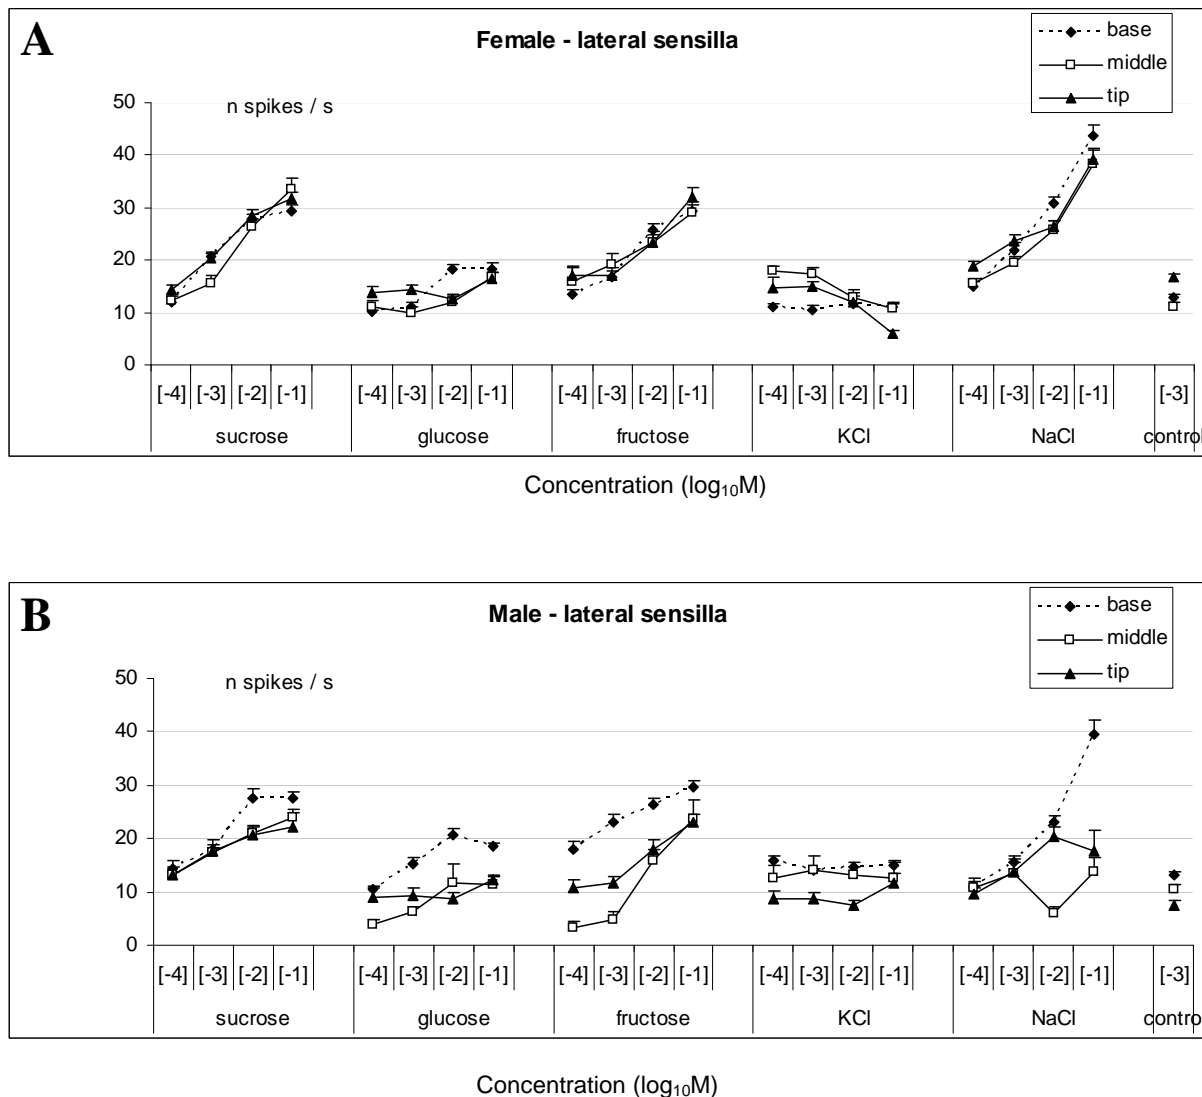 A
Female - lateral sensilla
base
middle
tip
n spikes / s
50
40
30
20
10
0
[-4] [-3] [-2] [-1] [-4] [-3] [-2] [-1] [-4] [-3] [-2] [-1] [-4] [-3] [-2] [-1] [-4] [-3] [-2] [-1] [-3]
sucrose glucose fructose KCl NaCl control
Concentration (log₁₀M)
B
Male - lateral sensilla
base
middle
tip
n spikes / s
50
40
30
20
10
0
[-4] [-3] [-2] [-1] [-4] [-3] [-2] [-1] [-4] [-3] [-2] [-1] [-4] [-3] [-2] [-1] [-4] [-3] [-2] [-1] [-3]
sucrose glucose fructose KCl NaCl control
Concentration (log₁₀M)